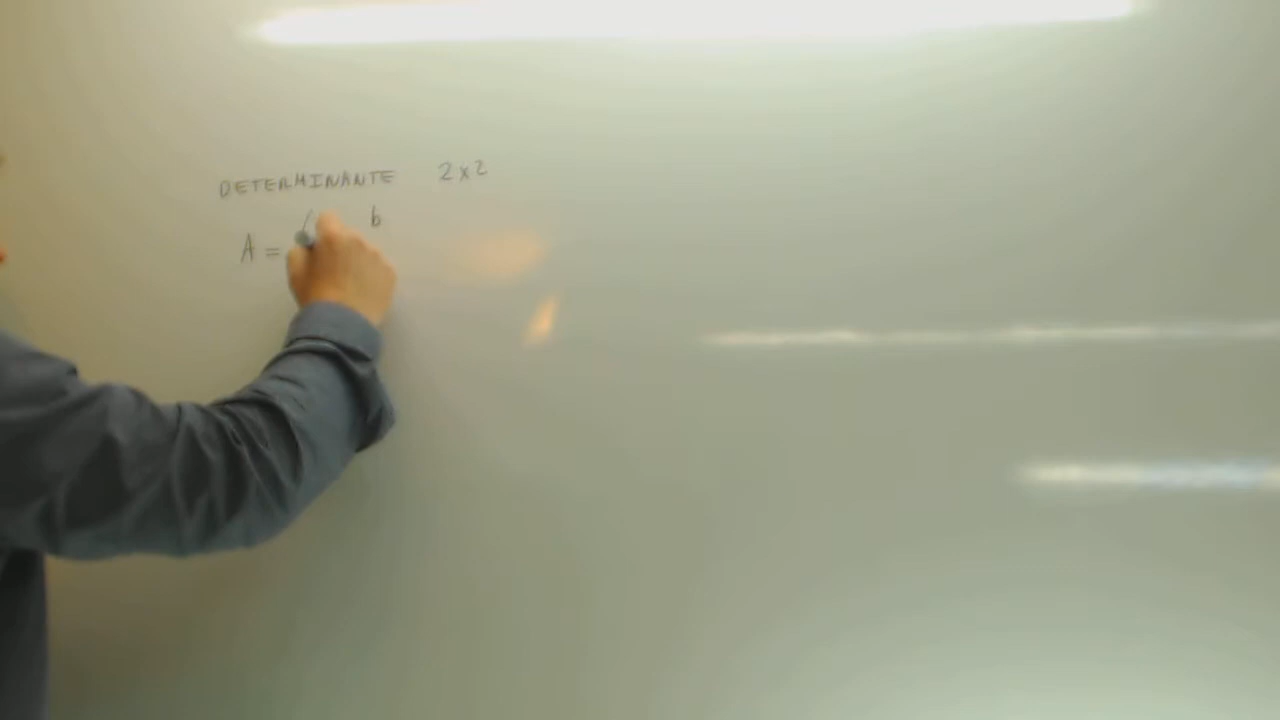 DETERMINANTE 2x2
A = ( b